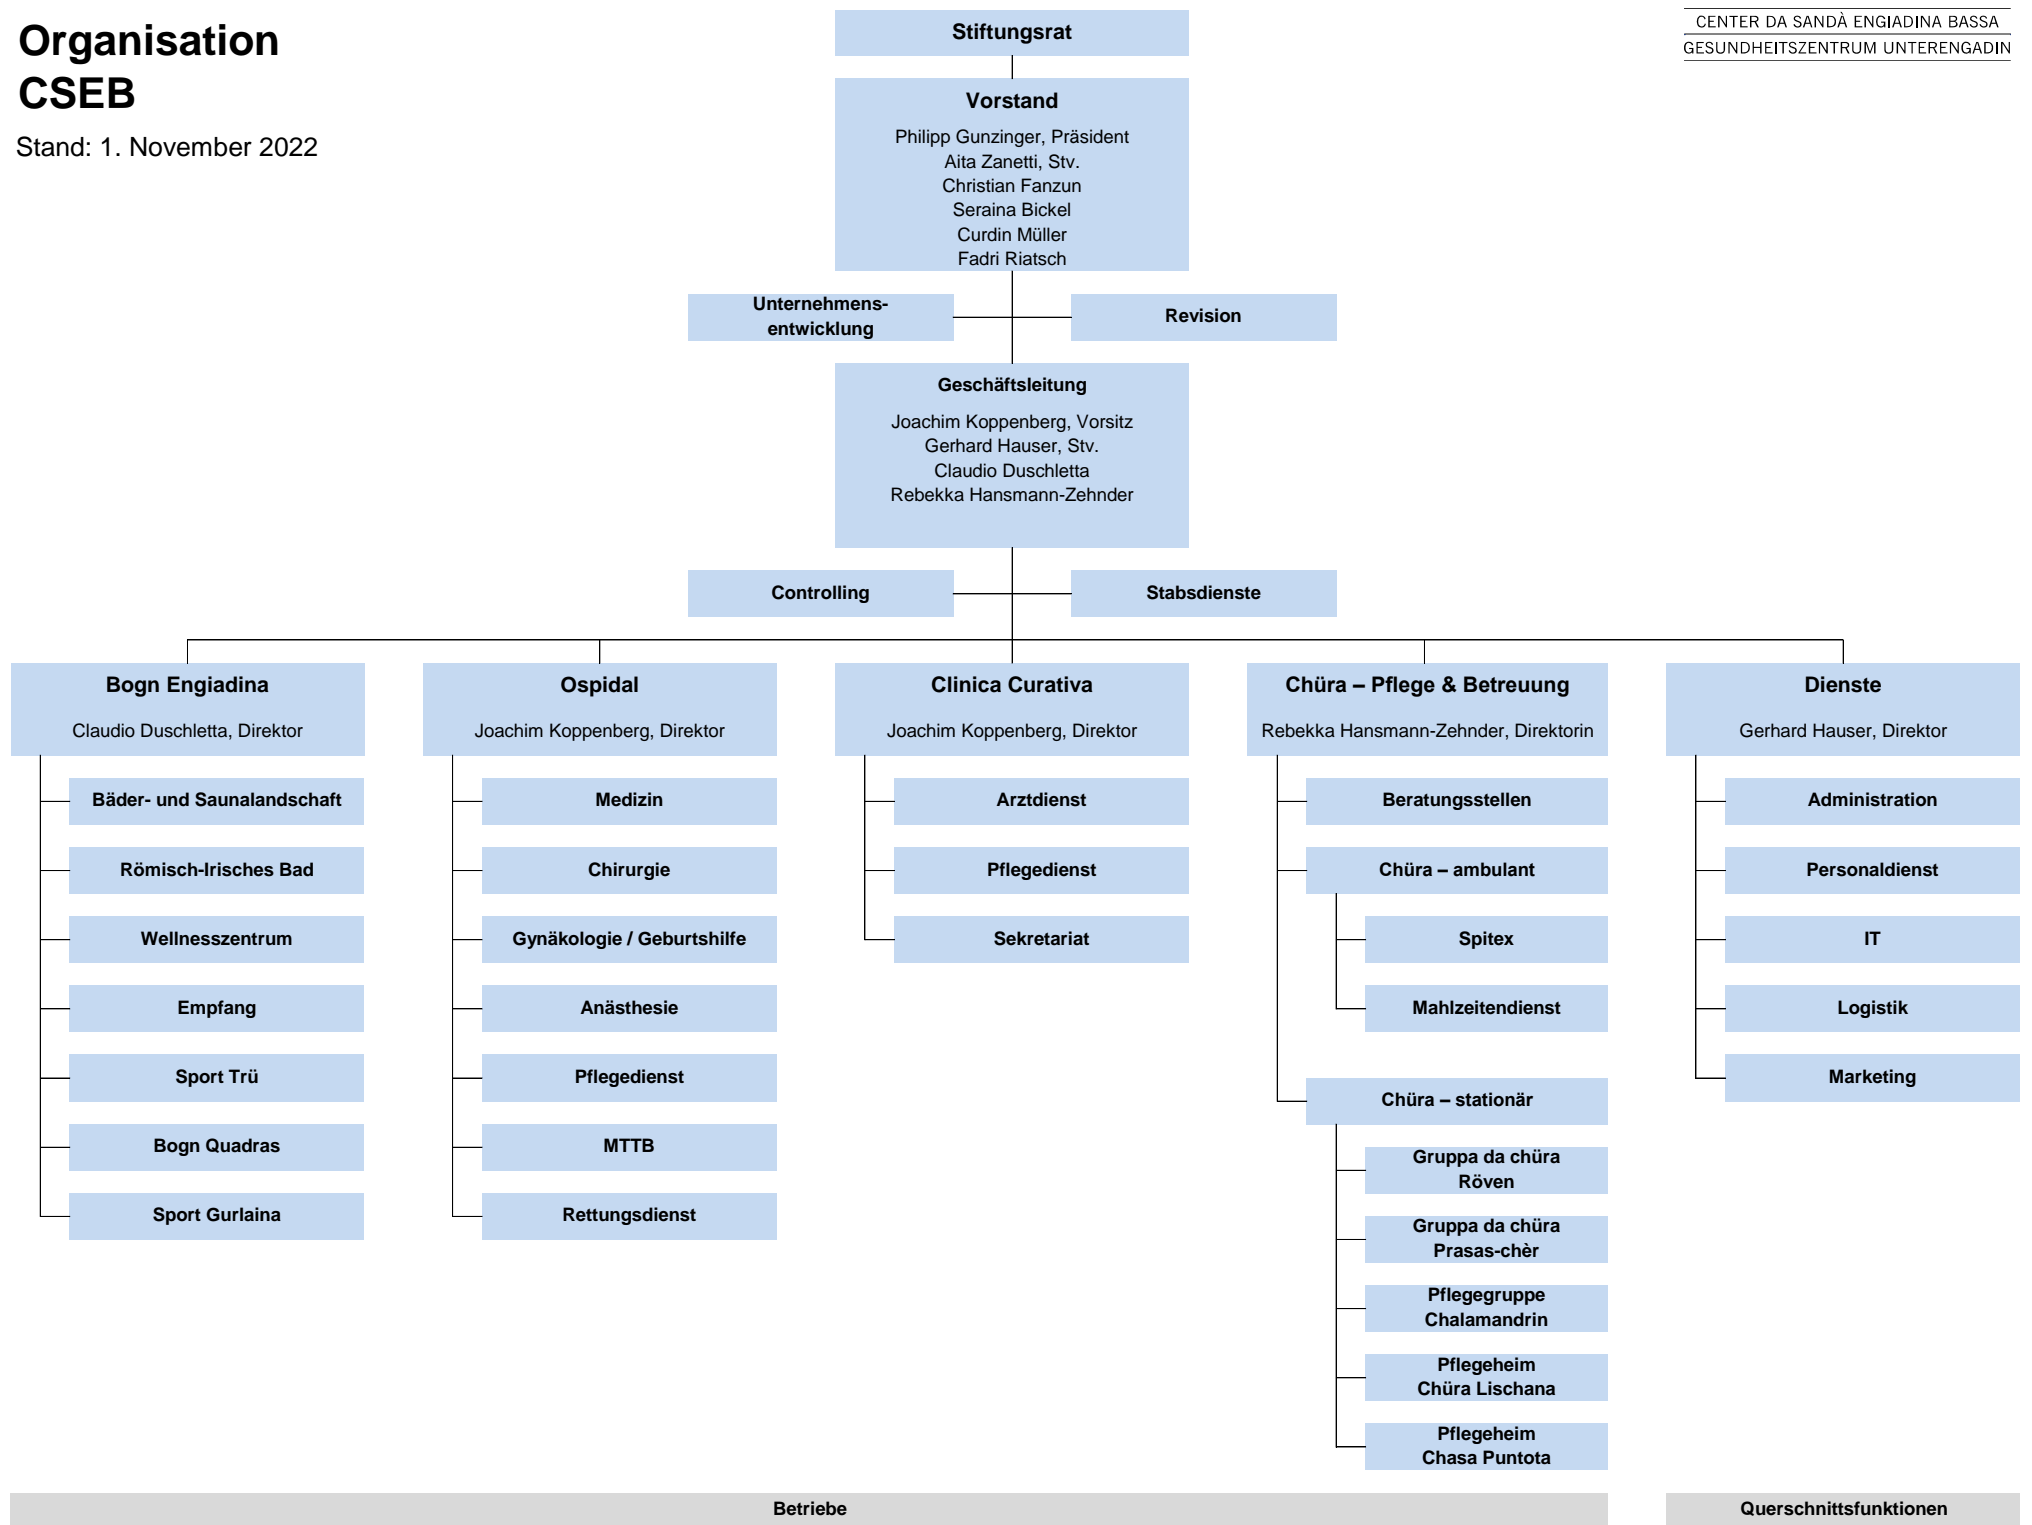 Organisation
CSEB
Stand: 1. November 2022
CENTER DA SANDÀ ENGIADINA BASSA
GESUNDHEITSZENTRUM UNTERENGADIN
Stiftungsrat
Vorstand
Philipp Gunzinger, Präsident
Aita Zanetti, Stv.
Christian Fanzun
Seraina Bickel
Curdin Müller
Fadri Riatsch
Unternehmens-
entwicklung
Revision
Geschäftsleitung
Joachim Koppenberg, Vorsitz
Gerhard Hauser, Stv.
Claudio Duschletta
Rebekka Hansmann-Zehnder
Controlling
Stabsdienste
Bogn Engiadina
Claudio Duschletta, Direktor
Bäder- und Saunalandschaft
Römisch-Irisches Bad
Wellnesszentrum
Empfang
Sport Trü
Bogn Quadras
Sport Gurlaina
Ospidal
Joachim Koppenberg, Direktor
Medizin
Chirurgie
Gynäkologie / Geburtshilfe
Anästhesie
Pflegedienst
MTTB
Rettungsdienst
Clinica Curativa
Joachim Koppenberg, Direktor
Arztdienst
Pflegedienst
Sekretariat
Chüra – Pflege & Betreuung
Rebekka Hansmann-Zehnder, Direktorin
Beratungsstellen
Chüra – ambulant
Spitex
Mahlzeitendienst
Chüra – stationär
Gruppa da chüra
Röven
Gruppa da chüra
Prasas-chèr
Pflegegruppe
Chalamandrin
Pflegeheim
Chüra Lischana
Pflegeheim
Chasa Puntota
Dienste
Gerhard Hauser, Direktor
Administration
Personaldienst
IT
Logistik
Marketing
Betriebe
Querschnittsfunktionen